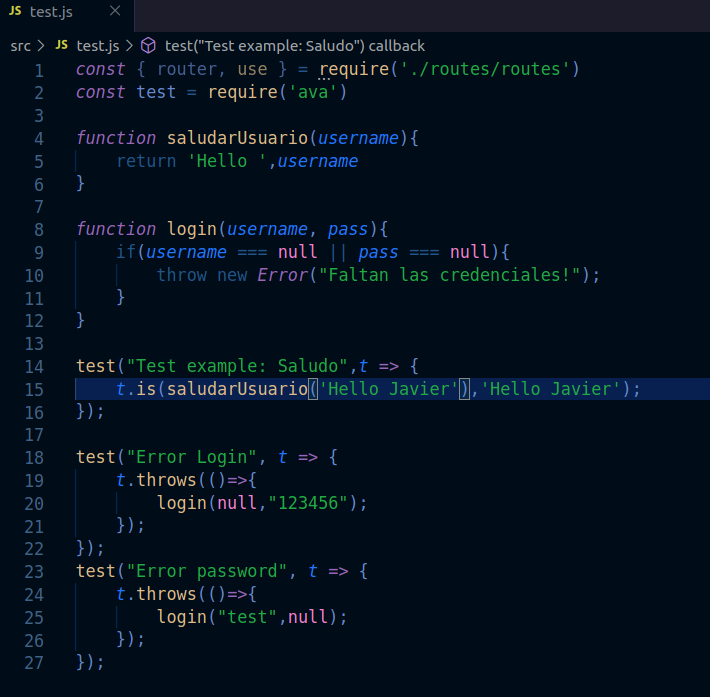 JS test.js ×
src > JS test.js > test("Test example: Saludo") callback
1 const { router, use } = require('./routes/routes')
2 const test = require('ava')
3
4 function saludarUsuario(username){
5 return 'Hello ',username
6 }
7
8 function login(username, pass){
9 if(username === null || pass === null){
10 throw new Error("Faltan las credenciales!");
11 }
12 }
13
14 test("Test example: Saludo",t => {
15 t.is(saludarUsuario('Hello Javier'),'Hello Javier');
16 });
17
18 test("Error Login", t => {
19 t.throws(()=>{
20 login(null,"123456");
21 });
22 });
23 test("Error password", t => {
24 t.throws(()=>{
25 login("test",null);
26 });
27 });